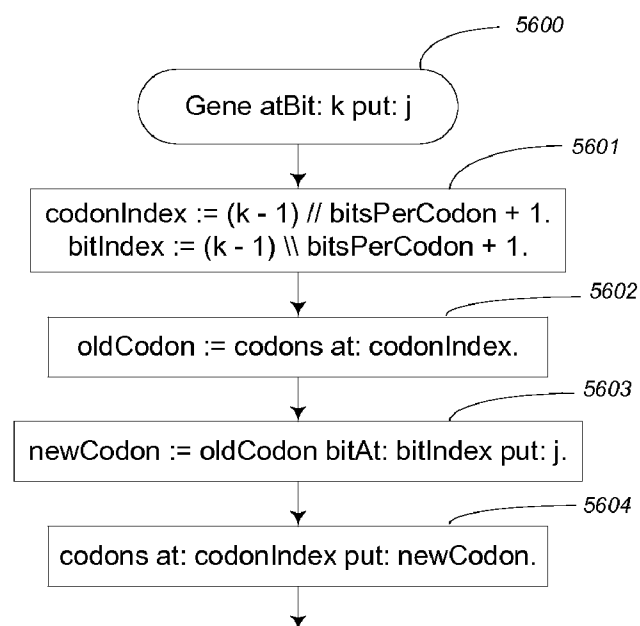 5600
Gene atBit: k put: j
5601
codonIndex := (k - 1) // bitsPerCodon + 1.
bitIndex := (k - 1) \\ bitsPerCodon + 1.
5602
oldCodon := codons at: codonIndex.
5603
newCodon := oldCodon bitAt: bitIndex put: j.
5604
codons at: codonIndex put: newCodon.